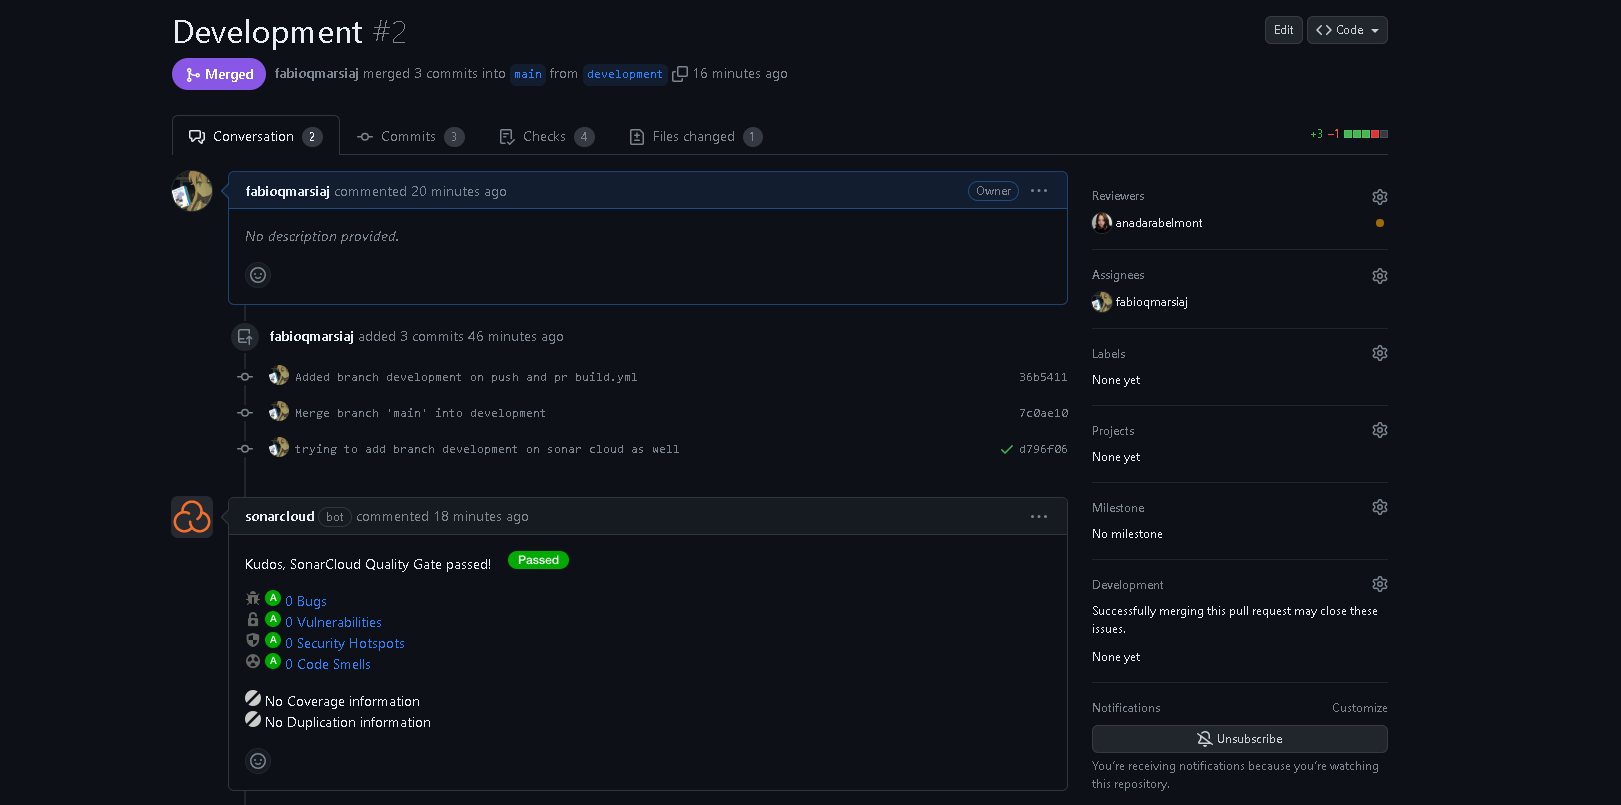 Development #2
Edit
Code
Merged
fabioqmarsiaj merged 3 commits into main from development 16 minutes ago
Conversation 2
Commits 3
Checks 4
Files changed 1
+3 −1
fabioqmarsiaj commented 20 minutes ago
Owner
No description provided.
fabioqmarsiaj added 3 commits 46 minutes ago
Added branch development on push and pr build.yml 36b5411
Merge branch 'main' into development 7c0ae10
trying to add branch development on sonar cloud as well d796f06
sonarcloud bot commented 18 minutes ago
Kudos, SonarCloud Quality Gate passed! Passed
A 0 Bugs
A 0 Vulnerabilities
A 0 Security Hotspots
A 0 Code Smells
No Coverage information
No Duplication information
Reviewers
anadarabelmont
Assignees
fabioqmarsiaj
Labels
None yet
Projects
None yet
Milestone
No milestone
Development
Successfully merging this pull request may close these
issues.
None yet
Notifications
Customize
Unsubscribe
You're receiving notifications because you're watching
this repository.